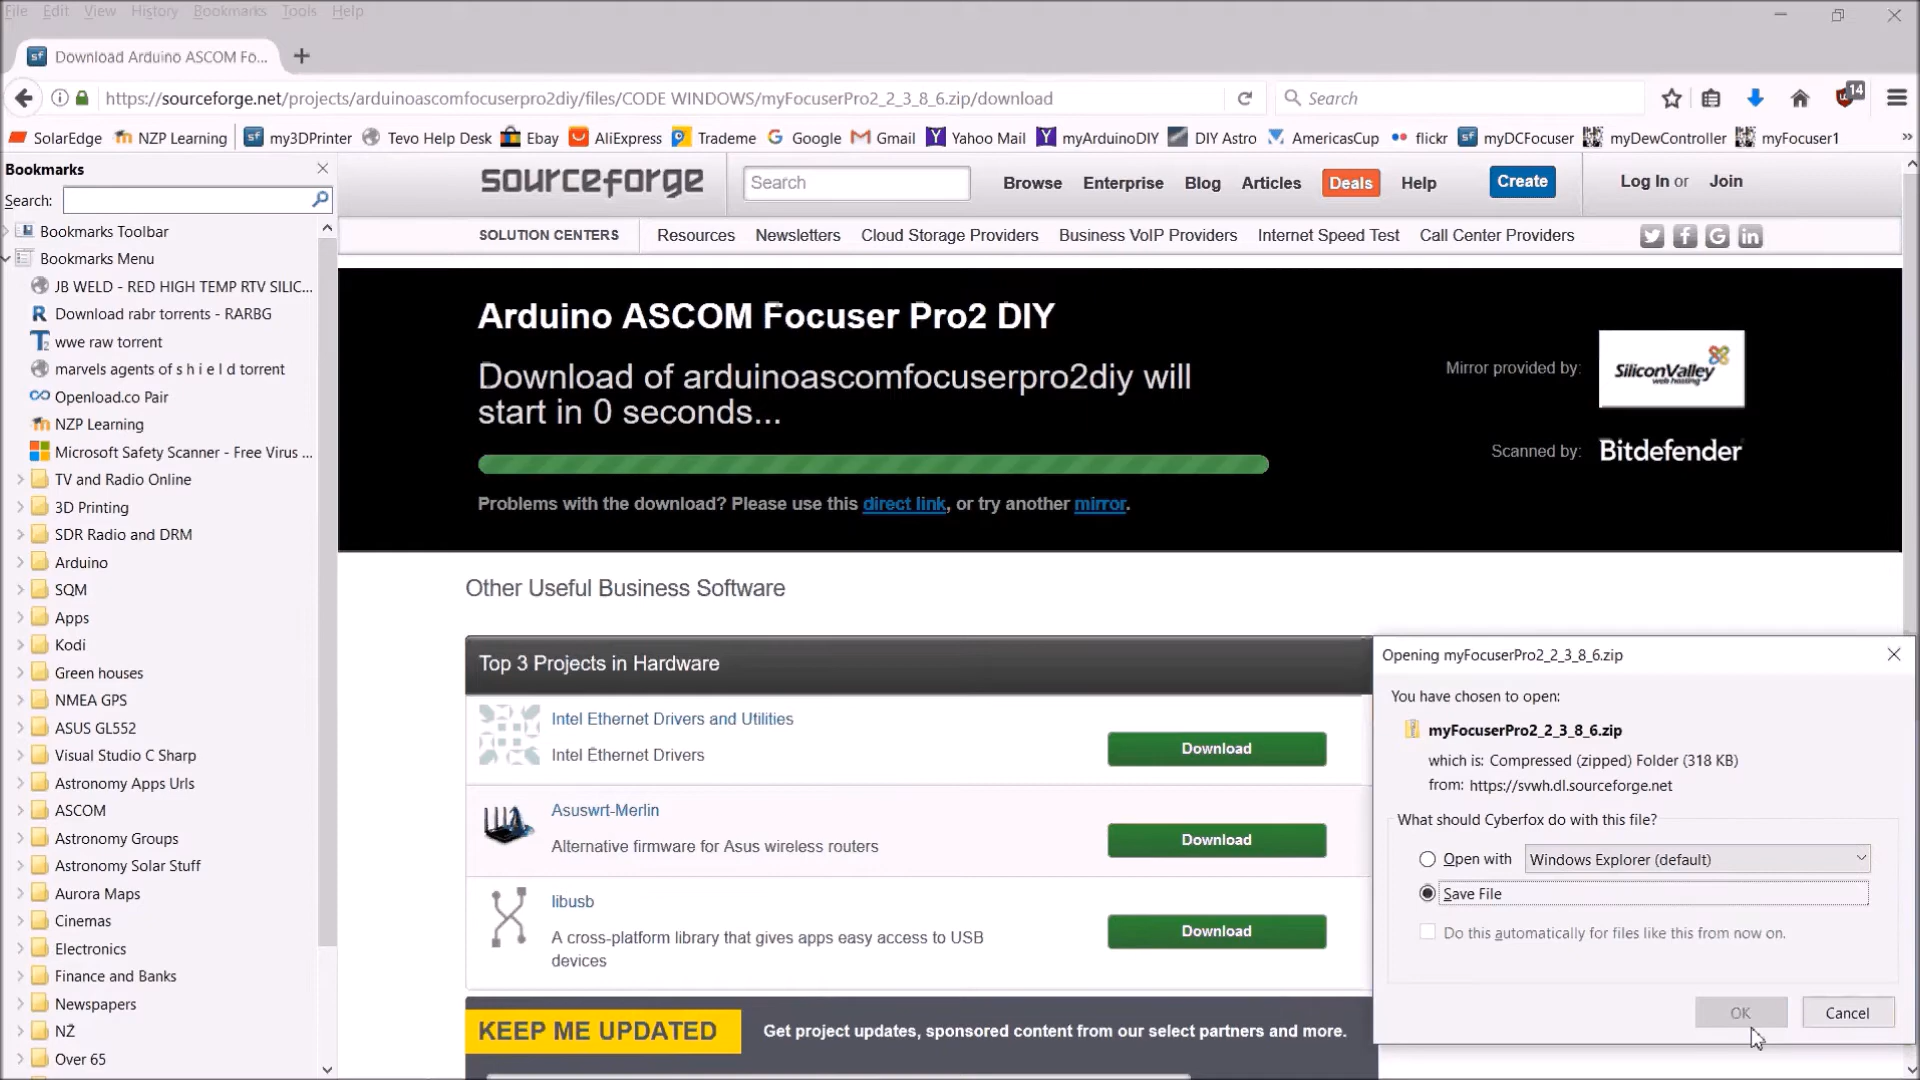 File Edit View History Bookmarks Tools Help
Download Arduino ASCOM Fo...
https://sourceforge.net/projects/arduinoascomfocuserpro2diy/files/CODE WINDOWS/myFocuserPro2_2_3_8_6.zip/download
Search
14
SolarEdge NZP Learning my3DPrinter Tevo Help Desk Ebay AliExpress Trademe Google Gmail Yahoo Mail myArduinoDIY DIY Astro AmericasCup flickr myDCFocuser myDewController myFocuser1
Bookmarks
Search:
Bookmarks Toolbar
Bookmarks Menu
JB WELD - RED HIGH TEMP RTV SILIC...
Download rabr torrents - RARBG
wwe raw torrent
marvels agents of s h i e l d torrent
Openload.co Pair
NZP Learning
Microsoft Safety Scanner - Free Virus ...
TV and Radio Online
3D Printing
SDR Radio and DRM
Arduino
SQM
Apps
Kodi
Green houses
NMEA GPS
ASUS GL552
Visual Studio C Sharp
Astronomy Apps Urls
ASCOM
Astronomy Groups
Astronomy Solar Stuff
Aurora Maps
Cinemas
Electronics
Finance and Banks
Newspapers
NZ
Over 65
sourceforge
Search
Browse Enterprise Blog Articles Deals Help
Create
Log In or Join
SOLUTION CENTERS Resources Newsletters Cloud Storage Providers Business VoIP Providers Internet Speed Test Call Center Providers
Arduino ASCOM Focuser Pro2 DIY
Download of arduinoascomfocuserpro2diy will
start in 0 seconds...
Problems with the download? Please use this direct link, or try another mirror.
Mirror provided by:
SiliconValley
web hosting
Scanned by: Bitdefender
Other Useful Business Software
Top 3 Projects in Hardware
Intel Ethernet Drivers and Utilities
Intel Ethernet Drivers
Download
Asuswrt-Merlin
Alternative firmware for Asus wireless routers
Download
libusb
A cross-platform library that gives apps easy access to USB
devices
Download
KEEP ME UPDATED
Get project updates, sponsored content from our select partners and more.
Opening myFocuserPro2_2_3_8_6.zip
You have chosen to open:
myFocuserPro2_2_3_8_6.zip
which is: Compressed (zipped) Folder (318 KB)
from: https://svwh.dl.sourceforge.net
What should Cyberfox do with this file?
Open with Windows Explorer (default)
Save File
Do this automatically for files like this from now on.
OK Cancel